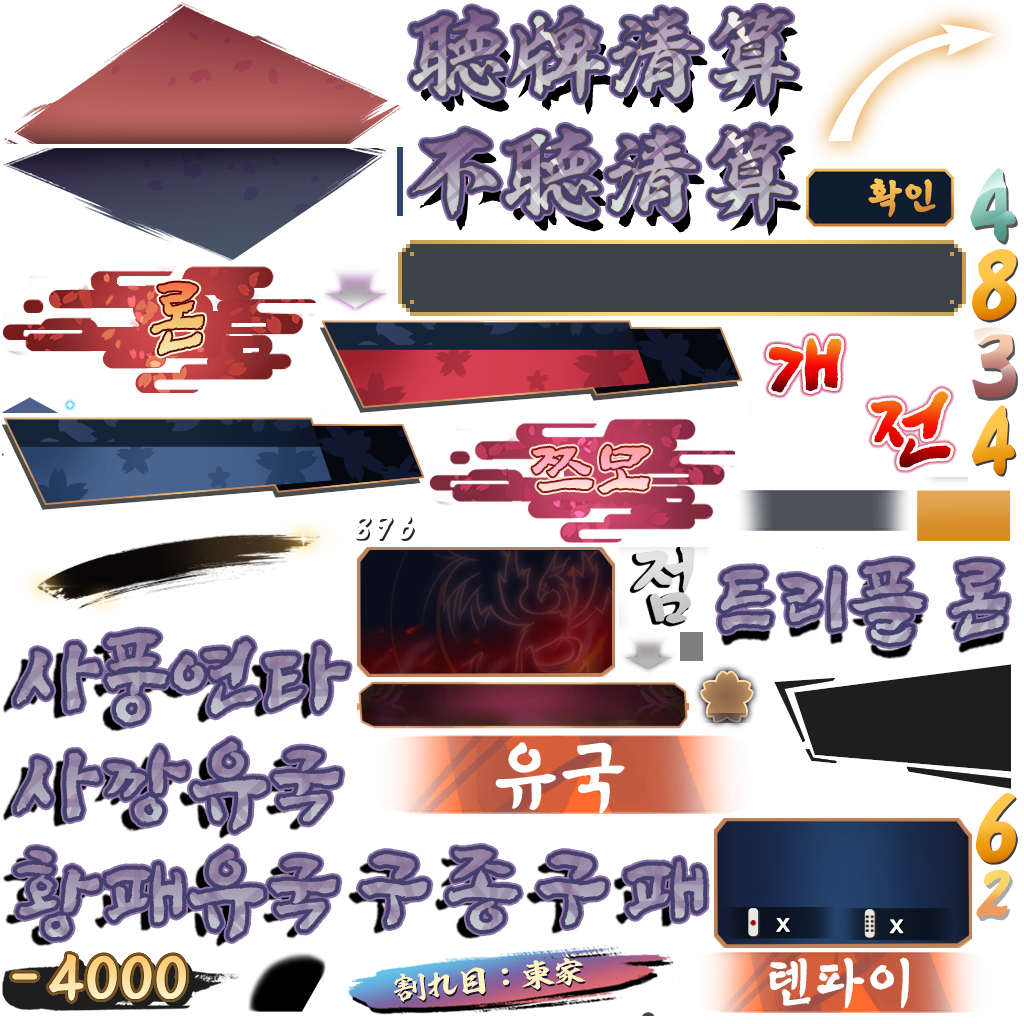 聴牌清算
不聴清算
확인
4
8
론
3
개
전
4
쯔모
896
점
트리플 론
사풍연타
사깡유국
유국
6
황패유국
구종구패
2
x
x
-4000
割れ目：東家
텐파이